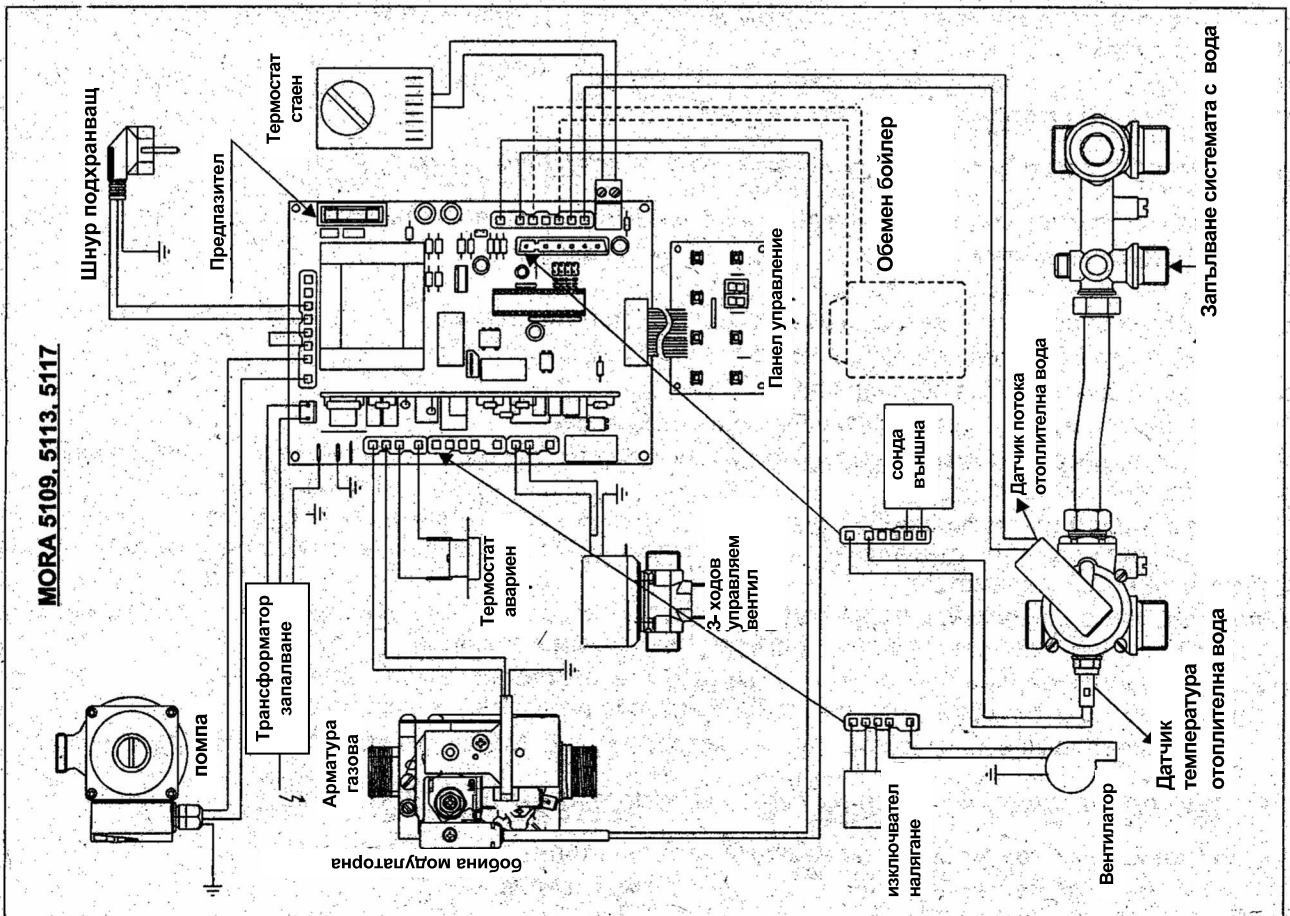 MORA 5109, 5113, 5117
Шнур подхранващ
Предпазител
Термостат
стаен
помпа
Трансформатор
запалване
Арматура
газова
бобина модулаторна
Термостат
авариен
3- ходов
управляем
вентил
Панел управление
Обемен бойлер
сонда
външна
изключвател
налягане
Вентилатор
Датчик потока
отоплителна вода
Датчик
температура
отоплителна вода
Запълване системата с вода